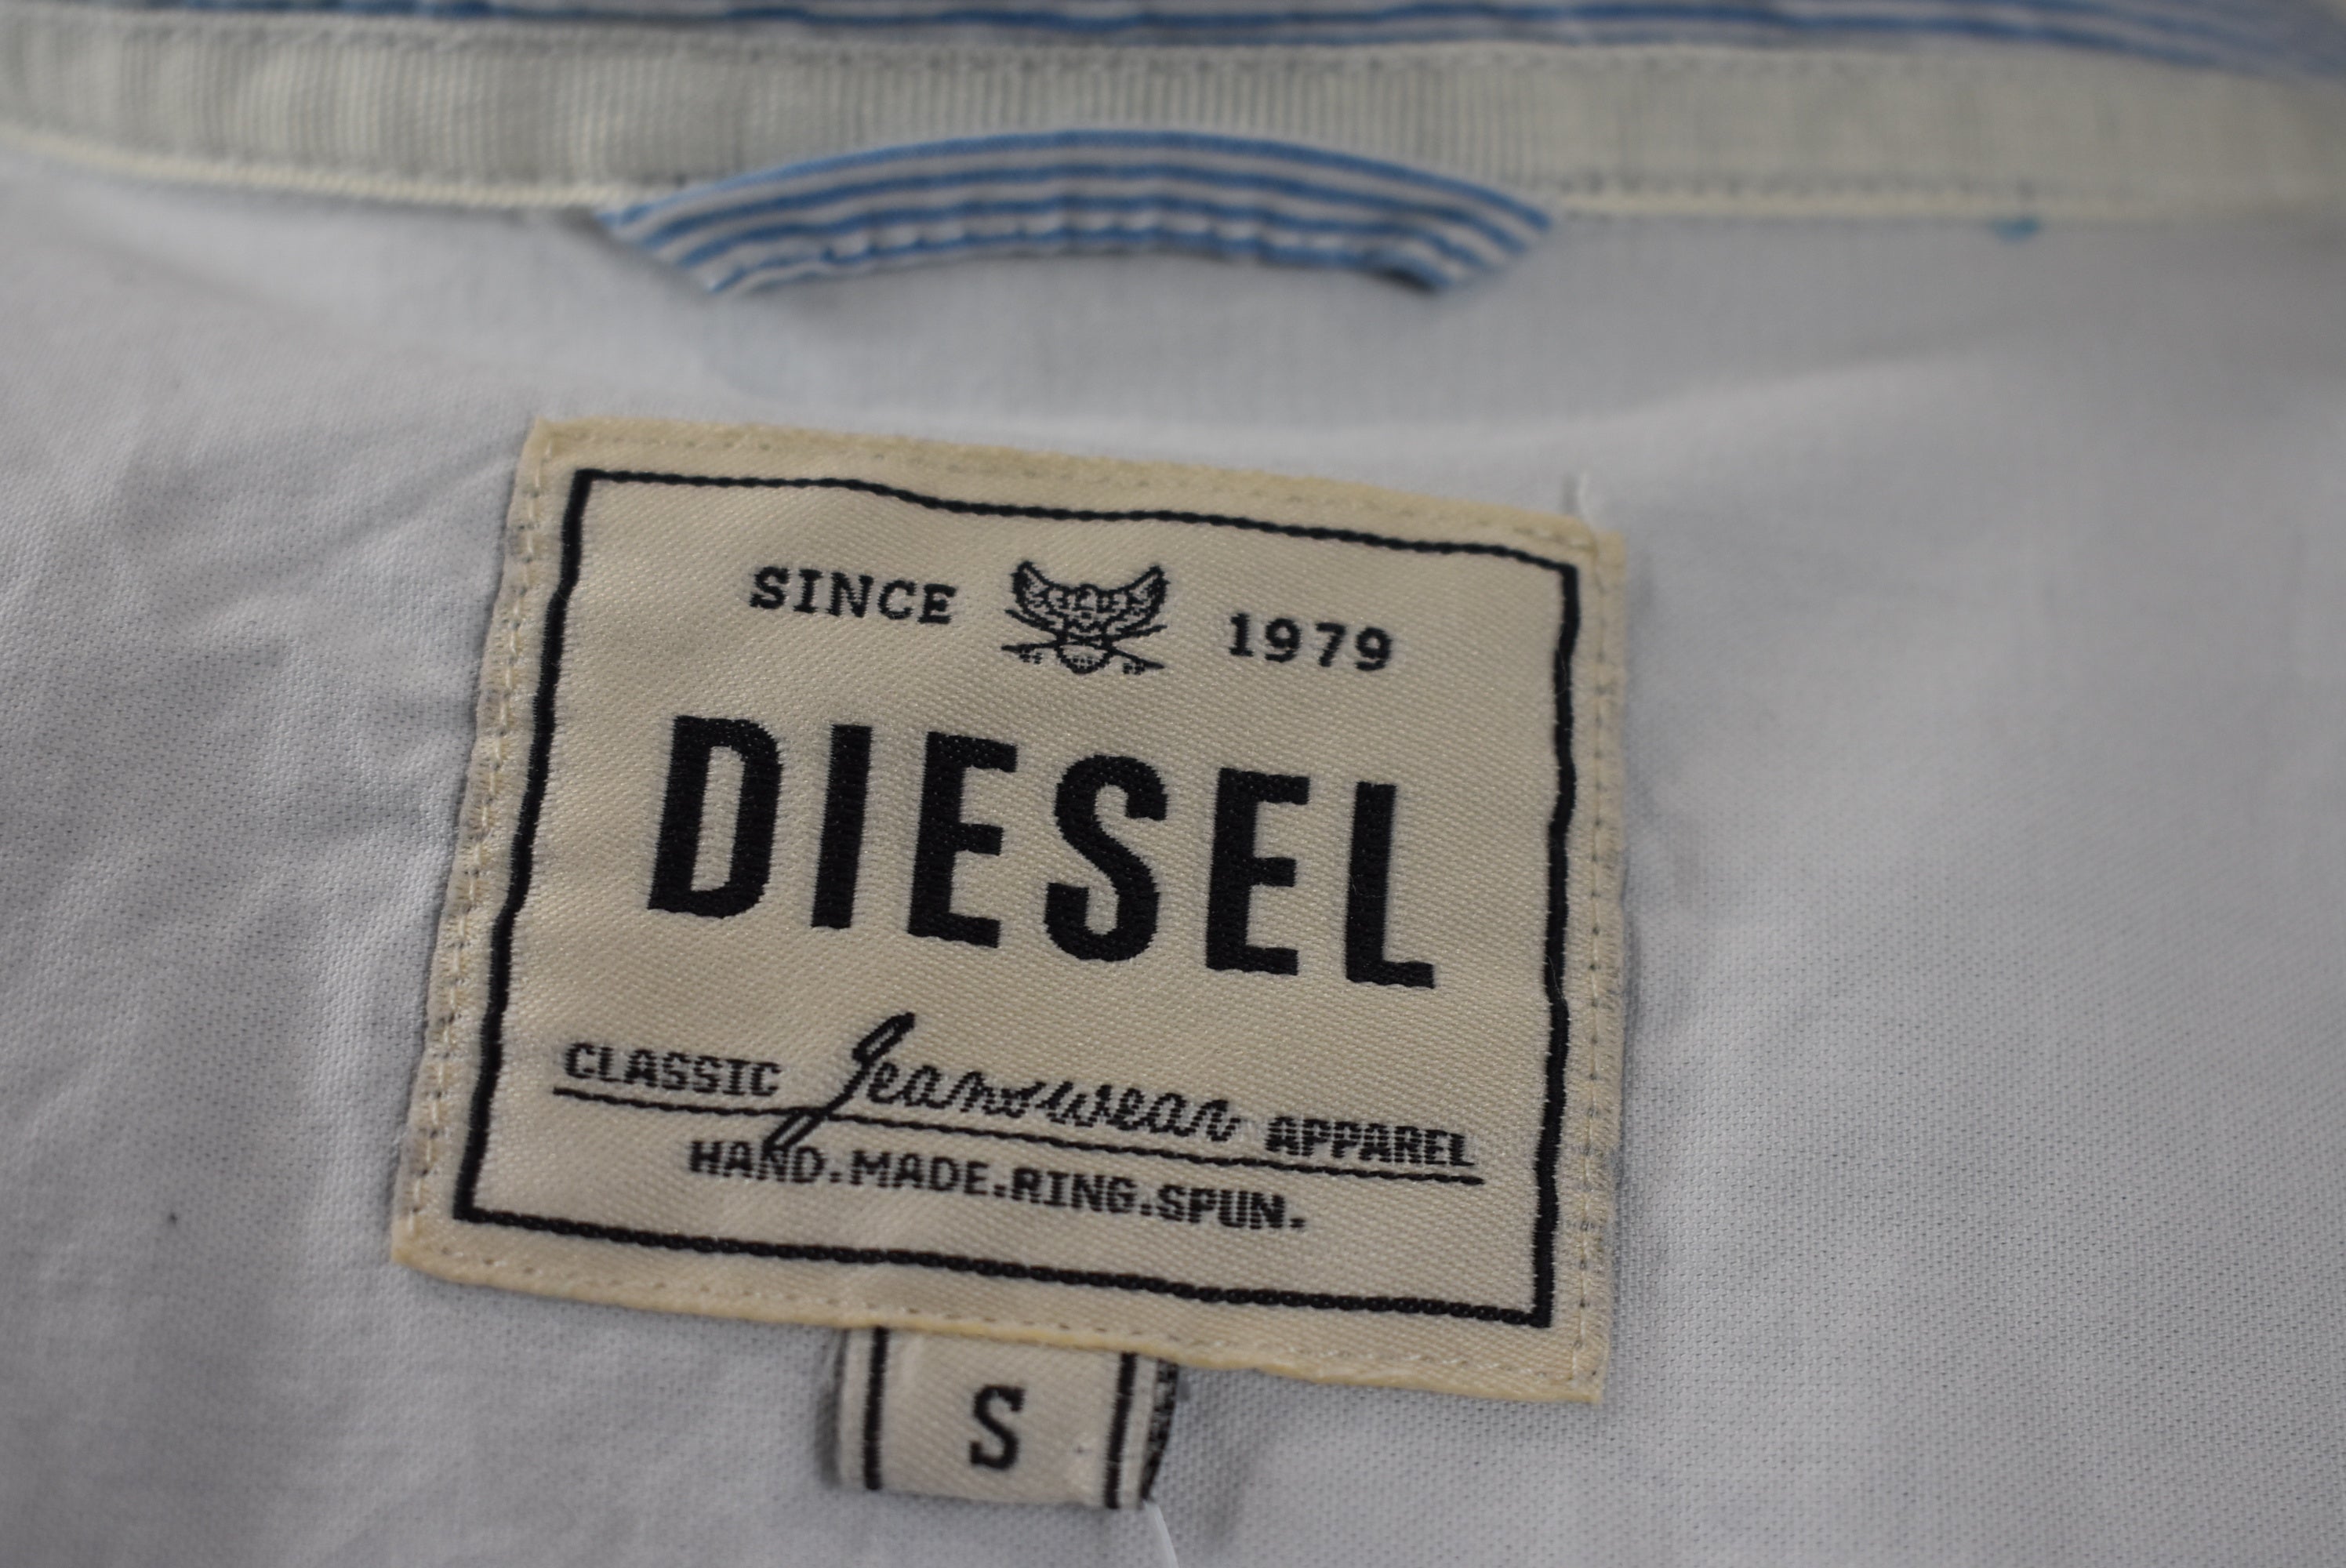 SINCE 1979
DIESEL
CLASSIC Jeanswear APPAREL
HAND.MADE.RING.SPUN.
S